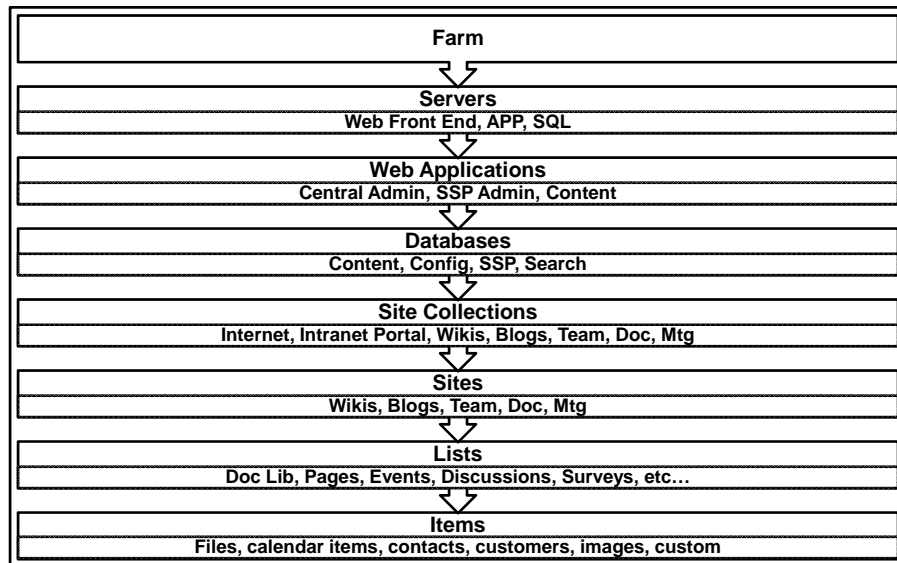 Farm
Servers
Web Front End, APP, SQL
Web Applications
Central Admin, SSP Admin, Content
Databases
Content, Config, SSP, Search
Site Collections
Internet, Intranet Portal, Wikis, Blogs, Team, Doc, Mtg
Sites
Wikis, Blogs, Team, Doc, Mtg
Lists
Doc Lib, Pages, Events, Discussions, Surveys, etc…
Items
Files, calendar items, contacts, customers, images, custom